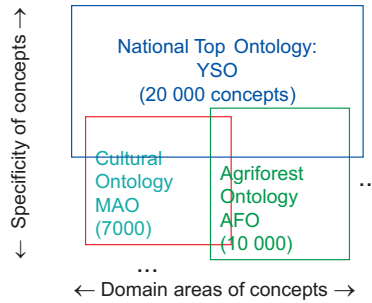 ← Specificity of concepts →
National Top Ontology:
YSO
(20 000 concepts)
Cultural
Ontology
MAO
(7000)
Agriforest
Ontology
AFO
(10 000)
...
...
← Domain areas of concepts →